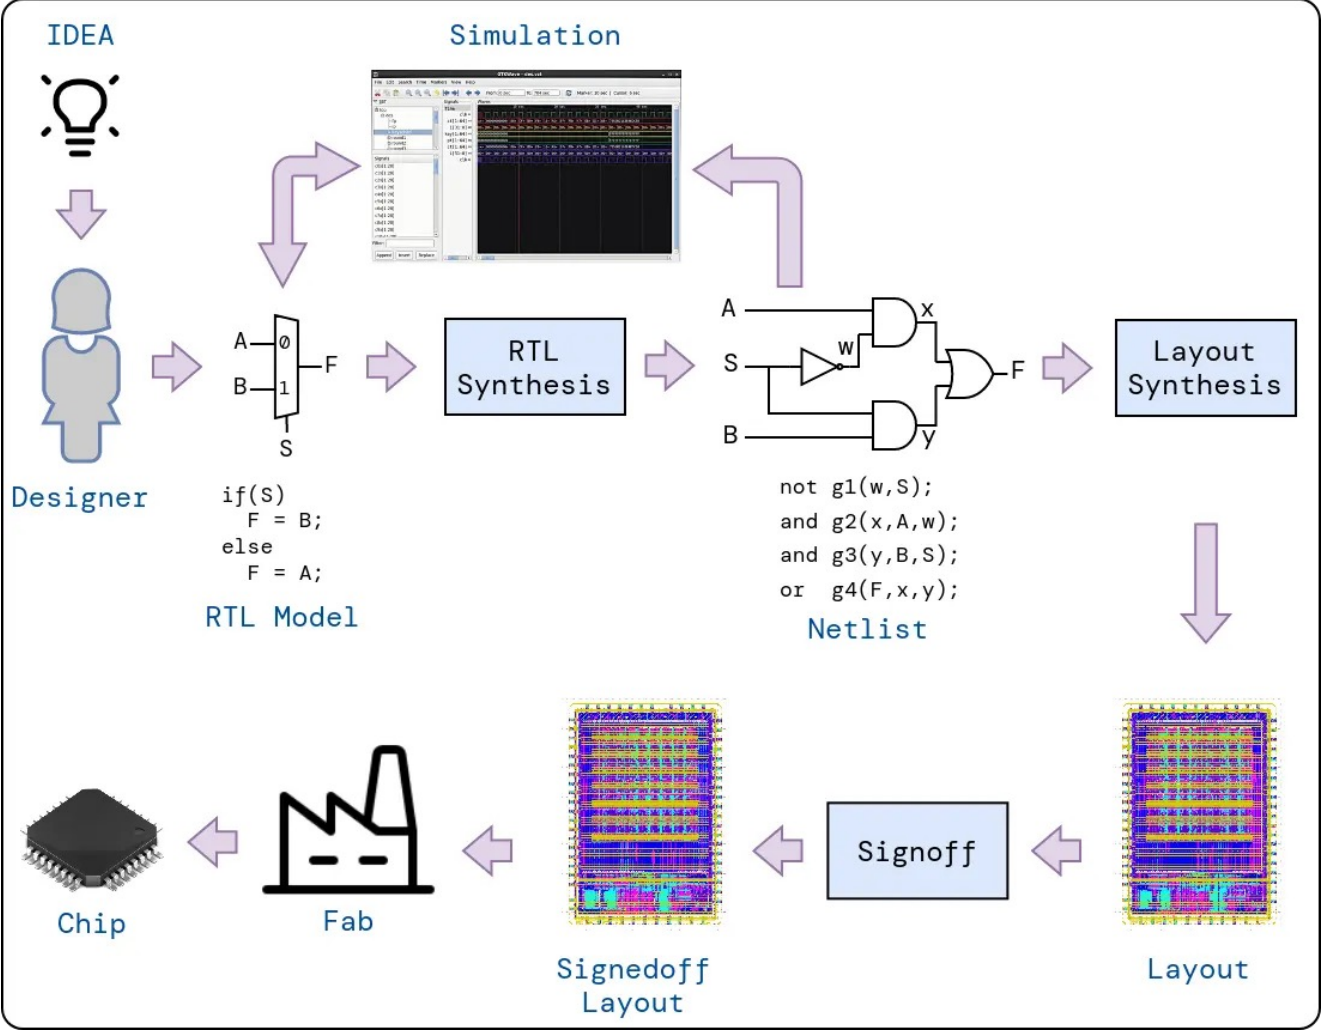 IDEA
Simulation
A
0
B
1
F
S
RTL
Synthesis
A
S
B
w
x
y
F
Layout
Synthesis
Designer
if(S)
F = B;
else
F = A;
RTL Model
not g1(w,S);
and g2(x,A,w);
and g3(y,B,S);
or g4(F,x,y);
Netlist
Chip
Fab
Signedoff
Layout
Signoff
Layout